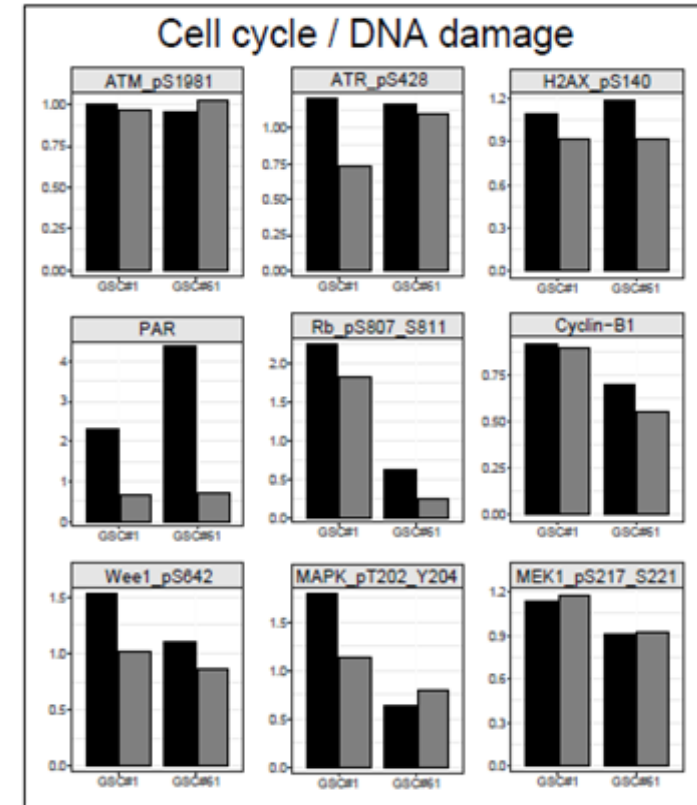 Cell cycle / DNA damage
ATM_pS1981 ATR_pS428 H2AX_pS140
1.00 0.75 0.50 0.25 0.00
1.00 0.75 0.50 0.25 0.00
1.2 0.9 0.6 0.3 0.0
GSC#1 GSC#61 GSC#1 GSC#61 GSC#1 GSC#61
PAR Rb_pS807_S811 Cyclin-B1
4 3 2 1 0
2.0 1.5 1.0 0.5 0.0
0.75 0.50 0.25 0.00
GSC#1 GSC#61 GSC#1 GSC#61 GSC#1 GSC#61
Wee1_pS642 MAPK_pT202_Y204 MEK1_pS217_S221
1.5 1.0 0.5 0.0
1.5 1.0 0.5 0.0
1.2 0.9 0.6 0.3 0.0
GSC#1 GSC#61 GSC#1 GSC#61 GSC#1 GSC#61